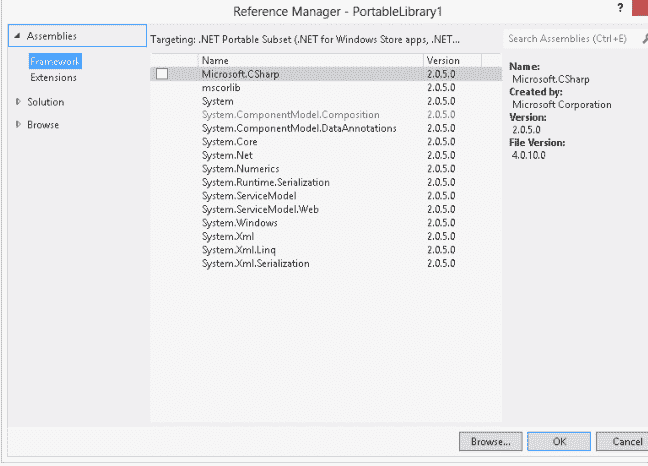 Reference Manager - PortableLibrary1
?
Assemblies
Framework
Extensions
Solution
Browse
Targeting: .NET Portable Subset (.NET for Windows Store apps, .NET...
Search Assemblies (Ctrl+E)
Name Version
Microsoft.CSharp 2.0.5.0
mscorlib 2.0.5.0
System 2.0.5.0
System.ComponentModel.Composition 2.0.5.0
System.ComponentModel.DataAnnotations 2.0.5.0
System.Core 2.0.5.0
System.Net 2.0.5.0
System.Numerics 2.0.5.0
System.Runtime.Serialization 2.0.5.0
System.ServiceModel 2.0.5.0
System.ServiceModel.Web 2.0.5.0
System.Windows 2.0.5.0
System.Xml 2.0.5.0
System.Xml.Linq 2.0.5.0
System.Xml.Serialization 2.0.5.0
Name:
Microsoft.CSharp
Created by:
Microsoft Corporation
Version:
2.0.5.0
File Version:
4.0.10.0
Browse... OK Cancel